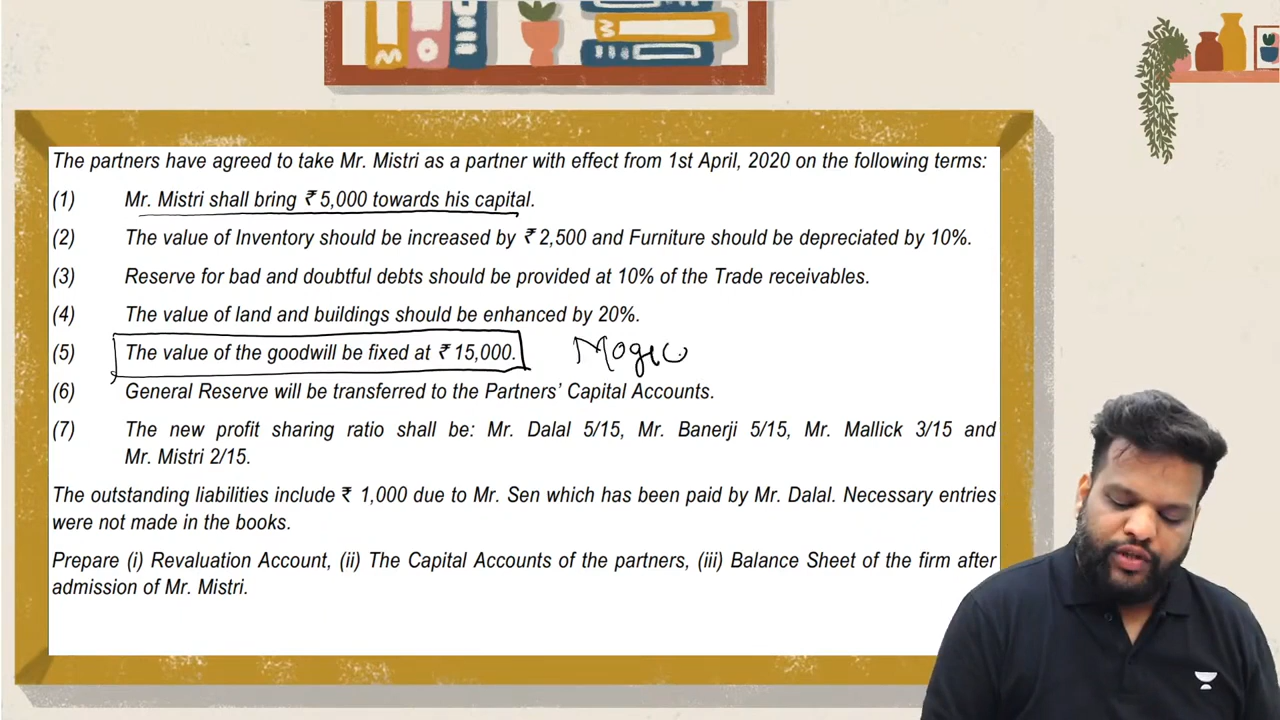 The partners have agreed to take Mr. Mistri as a partner with effect from 1st April, 2020 on the following terms:
(1) Mr. Mistri shall bring ₹ 5,000 towards his capital.
(2) The value of Inventory should be increased by ₹ 2,500 and Furniture should be depreciated by 10%.
(3) Reserve for bad and doubtful debts should be provided at 10% of the Trade receivables.
(4) The value of land and buildings should be enhanced by 20%.
(5) The value of the goodwill be fixed at ₹ 15,000.
(6) General Reserve will be transferred to the Partners' Capital Accounts.
(7) The new profit sharing ratio shall be: Mr. Dalal 5/15, Mr. Banerji 5/15, Mr. Mallick 3/15 and
Mr. Mistri 2/15.
The outstanding liabilities include ₹ 1,000 due to Mr. Sen which has been paid by Mr. Dalal. Necessary entries
were not made in the books.
Prepare (i) Revaluation Account, (ii) The Capital Accounts of the partners, (iii) Balance Sheet of the firm after
admission of Mr. Mistri.